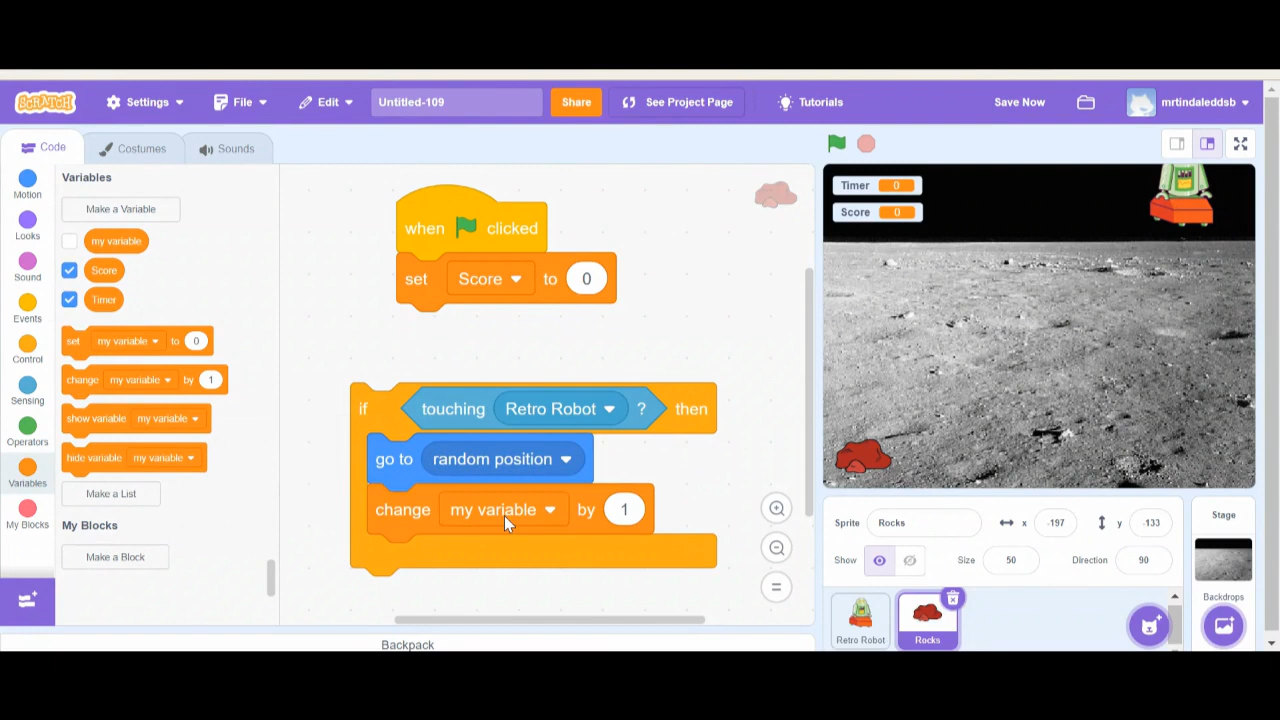 SCRATCH Settings File Edit Untitled-109 Share See Project Page Tutorials Save Now mrtindaleddsb
Code Costumes Sounds
Motion
Looks
Sound
Events
Control
Sensing
Operators
Variables
My Blocks
Variables
Make a Variable
my variable
Score
Timer
set my variable to 0
change my variable by 1
show variable my variable
hide variable my variable
Make a List
My Blocks
Make a Block
when clicked
set Score to 0
if touching Retro Robot ? then
go to random position
change my variable by 1
Backpack
Timer 0
Score 0
Sprite Rocks x -197 y -133
Show Size 50 Direction 90
Retro Robot
Rocks
Stage
Backdrops